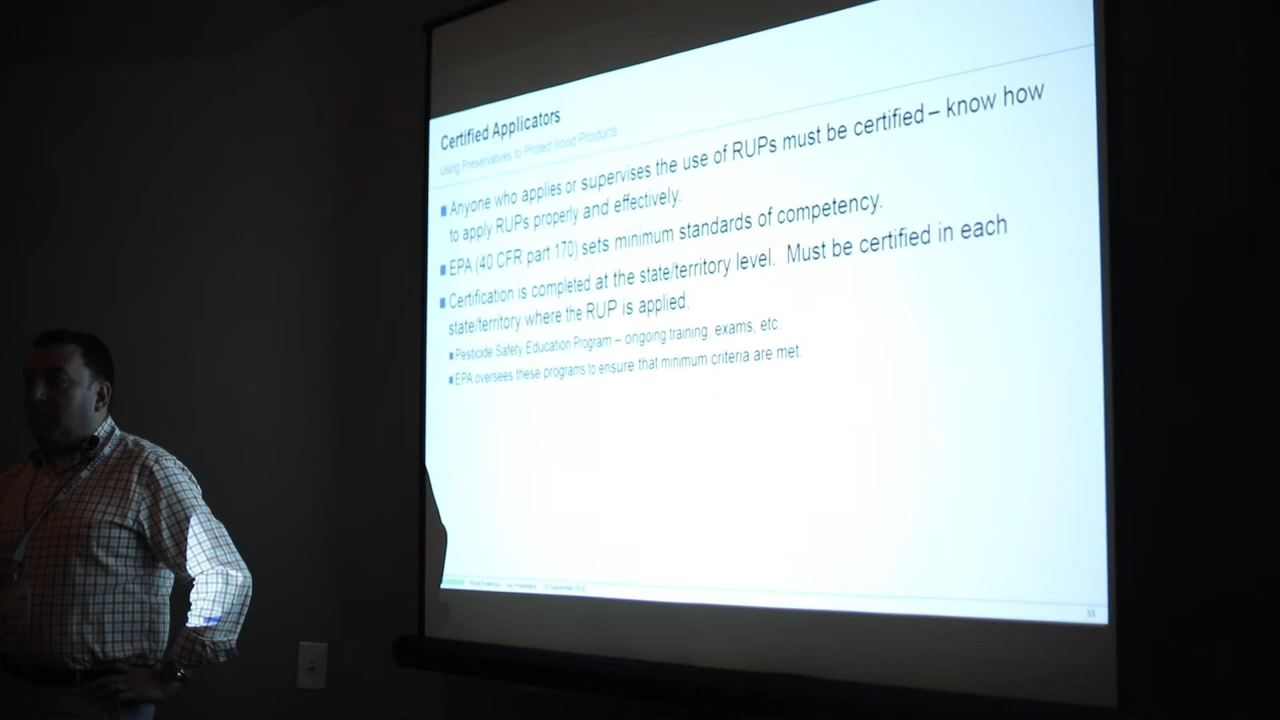 Certified Applicators
Using Preservatives to Protect Wood Products
Anyone who applies or supervises the use of RUPs must be certified – know how
to apply RUPs properly and effectively.
EPA (40 CFR part 170) sets minimum standards of competency.
Certification is completed at the state/territory level. Must be certified in each
state/territory where the RUP is applied.
Pesticide Safety Education Program – ongoing training, exams, etc.
EPA oversees these programs to ensure that minimum criteria are met.